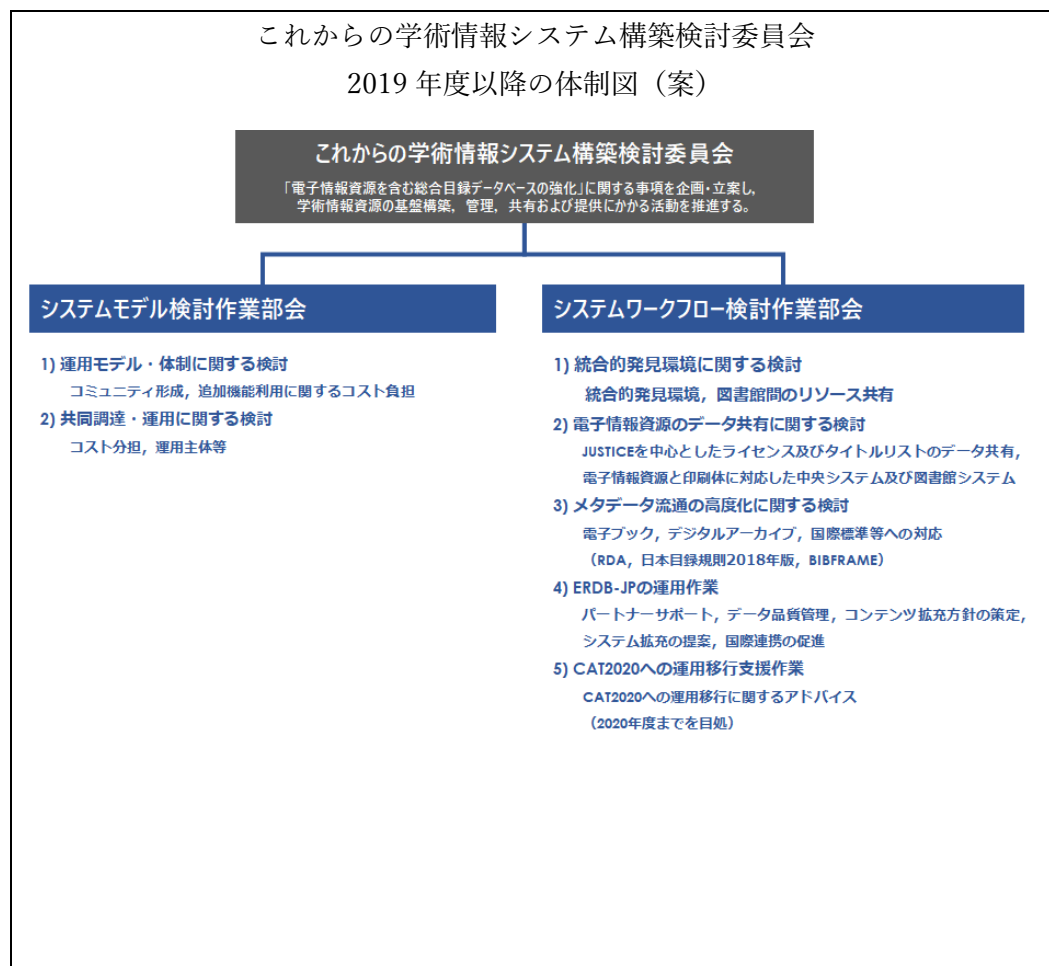 これからの学術情報システム構築検討委員会
2019 年度以降の体制図（案）
これからの学術情報システム構築検討委員会
「電子情報資源を含む総合目録データベースの強化」に関する事項を企画・立案し，
学術情報資源の基盤構築，管理，共有および提供にかかる活動を推進する。
システムモデル検討作業部会
1) 運用モデル・体制に関する検討
コミュニティ形成，追加機能利用に関するコスト負担
2) 共同調達・運用に関する検討
コスト分担，運用主体等
システムワークフロー検討作業部会
1) 統合的発見環境に関する検討
統合的発見環境，図書館間のリソース共有
2) 電子情報資源のデータ共有に関する検討
JUSTICEを中心としたライセンス及びタイトルリストのデータ共有，
電子情報資源と印刷体に対応した中央システム及び図書館システム
3) メタデータ流通の高度化に関する検討
電子ブック，デジタルアーカイブ，国際標準等への対応
（RDA，日本目録規則2018年版，BIBFRAME）
4) ERDB-JPの運用作業
パートナーサポート，データ品質管理，コンテンツ拡充方針の策定，
システム拡充の提案，国際連携の促進
5) CAT2020への運用移行支援作業
CAT2020への運用移行に関するアドバイス
（2020年度までを目処）